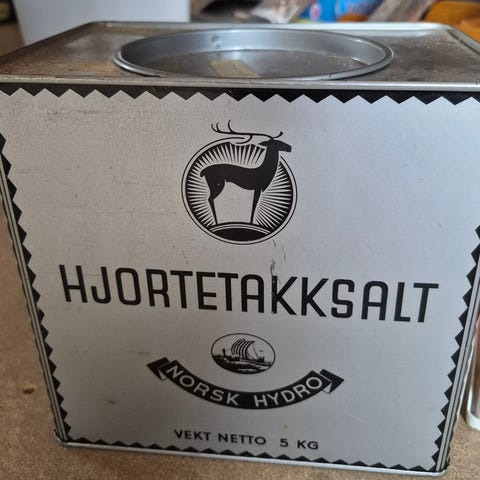 HJORTETAKKSALT
NORSK HYDRO
VEKT NETTO 5 KG